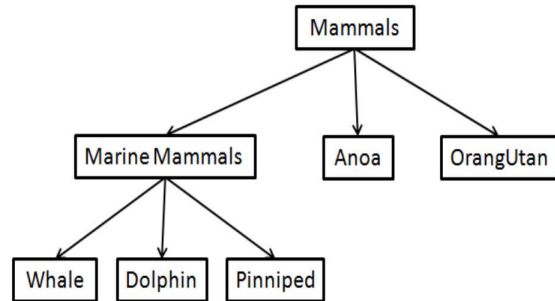 Mammals
Marine Mammals
Anoa
OrangUtan
Whale
Dolphin
Pinniped